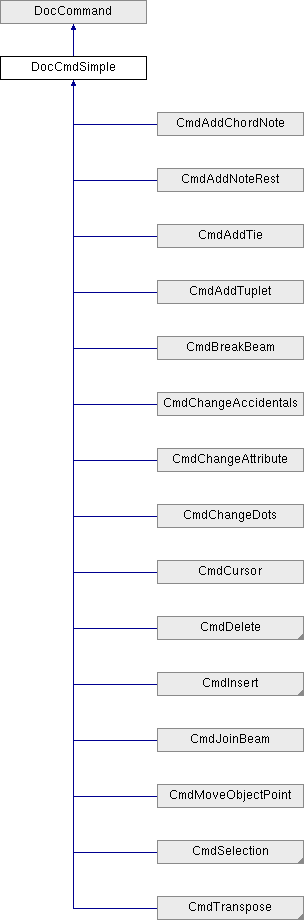 DocCommand
DocCmdSimple
CmdAddChordNote
CmdAddNoteRest
CmdAddTie
CmdAddTuplet
CmdBreakBeam
CmdChangeAccidentals
CmdChangeAttribute
CmdChangeDots
CmdCursor
CmdDelete
CmdInsert
CmdJoinBeam
CmdMoveObjectPoint
CmdSelection
CmdTranspose